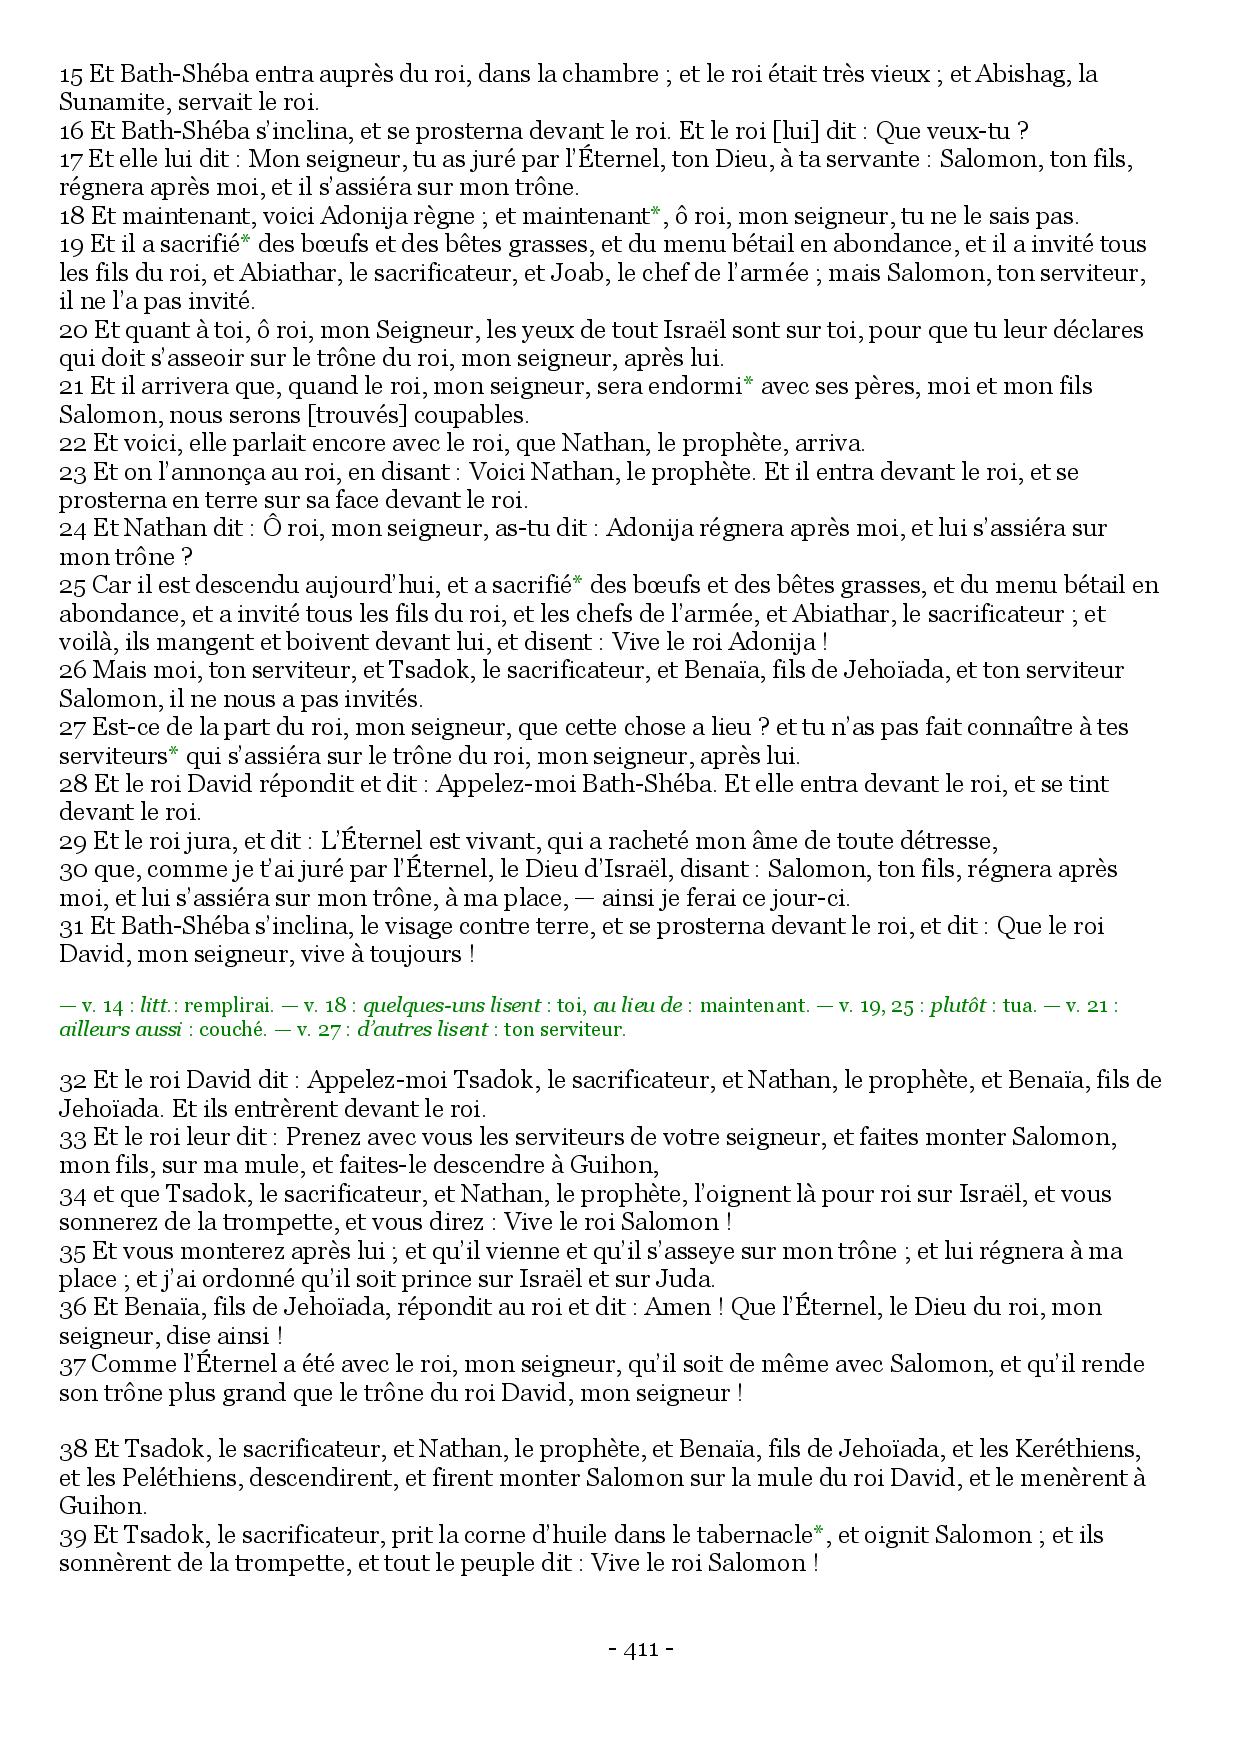 15 Et Bath-Shéba entra auprès du roi, dans la chambre ; et le roi était très vieux ; et Abishag, la
Sunamite, servait le roi.
16 Et Bath-Shéba s’inclina, et se prosterna devant le roi. Et le roi [lui] dit : Que veux-tu ?
17 Et elle lui dit : Mon seigneur, tu as juré par l’Éternel, ton Dieu, à ta servante : Salomon, ton fils,
régnera après moi, et il s’assiéra sur mon trône.
18 Et maintenant, voici Adonija règne ; et maintenant*, ô roi, mon seigneur, tu ne le sais pas.
19 Et il a sacrifié* des bœufs et des bêtes grasses, et du menu bétail en abondance, et il a invité tous
les fils du roi, et Abiathar, le sacrificateur, et Joab, le chef de l’armée ; mais Salomon, ton serviteur,
il ne l’a pas invité.
20 Et quant à toi, ô roi, mon Seigneur, les yeux de tout Israël sont sur toi, pour que tu leur déclares
qui doit s’asseoir sur le trône du roi, mon seigneur, après lui.
21 Et il arrivera que, quand le roi, mon seigneur, sera endormi* avec ses pères, moi et mon fils
Salomon, nous serons [trouvés] coupables.
22 Et voici, elle parlait encore avec le roi, que Nathan, le prophète, arriva.
23 Et on l’annonça au roi, en disant : Voici Nathan, le prophète. Et il entra devant le roi, et se
prosterna en terre sur sa face devant le roi.
24 Et Nathan dit : Ô roi, mon seigneur, as-tu dit : Adonija régnera après moi, et lui s’assiéra sur
mon trône ?
25 Car il est descendu aujourd’hui, et a sacrifié* des bœufs et des bêtes grasses, et du menu bétail en
abondance, et a invité tous les fils du roi, et les chefs de l’armée, et Abiathar, le sacrificateur ; et
voilà, ils mangent et boivent devant lui, et disent : Vive le roi Adonija !
26 Mais moi, ton serviteur, et Tsadok, le sacrificateur, et Benaïa, fils de Jehoïada, et ton serviteur
Salomon, il ne nous a pas invités.
27 Est-ce de la part du roi, mon seigneur, que cette chose a lieu ? et tu n’as pas fait connaître à tes
serviteurs* qui s’assiéra sur le trône du roi, mon seigneur, après lui.
28 Et le roi David répondit et dit : Appelez-moi Bath-Shéba. Et elle entra devant le roi, et se tint
devant le roi.
29 Et le roi jura, et dit : L’Éternel est vivant, qui a racheté mon âme de toute détresse,
30 que, comme je t’ai juré par l’Éternel, le Dieu d’Israël, disant : Salomon, ton fils, régnera après
moi, et lui s’assiéra sur mon trône, à ma place, — ainsi je ferai ce jour-ci.
31 Et Bath-Shéba s’inclina, le visage contre terre, et se prosterna devant le roi, et dit : Que le roi
David, mon seigneur, vive à toujours !
— v. 14 : litt.: remplirai. — v. 18 : quelques-uns lisent : toi, au lieu de : maintenant. — v. 19, 25 : plutôt : tua. — v. 21 :
ailleurs aussi : couché. — v. 27 : d’autres lisent : ton serviteur.
32 Et le roi David dit : Appelez-moi Tsadok, le sacrificateur, et Nathan, le prophète, et Benaïa, fils de
Jehoïada. Et ils entrèrent devant le roi.
33 Et le roi leur dit : Prenez avec vous les serviteurs de votre seigneur, et faites monter Salomon,
mon fils, sur ma mule, et faites-le descendre à Guihon,
34 et que Tsadok, le sacrificateur, et Nathan, le prophète, l’oignent là pour roi sur Israël, et vous
sonnerez de la trompette, et vous direz : Vive le roi Salomon !
35 Et vous monterez après lui ; et qu’il vienne et qu’il s’asseye sur mon trône ; et lui régnera à ma
place ; et j’ai ordonné qu’il soit prince sur Israël et sur Juda.
36 Et Benaïa, fils de Jehoïada, répondit au roi et dit : Amen ! Que l’Éternel, le Dieu du roi, mon
seigneur, dise ainsi !
37 Comme l’Éternel a été avec le roi, mon seigneur, qu’il soit de même avec Salomon, et qu’il rende
son trône plus grand que le trône du roi David, mon seigneur !
38 Et Tsadok, le sacrificateur, et Nathan, le prophète, et Benaïa, fils de Jehoïada, et les Keréthiens,
et les Peléthiens, descendirent, et firent monter Salomon sur la mule du roi David, et le menèrent à
Guihon.
39 Et Tsadok, le sacrificateur, prit la corne d’huile dans le tabernacle*, et oignit Salomon ; et ils
sonnèrent de la trompette, et tout le peuple dit : Vive le roi Salomon !
- 411 -